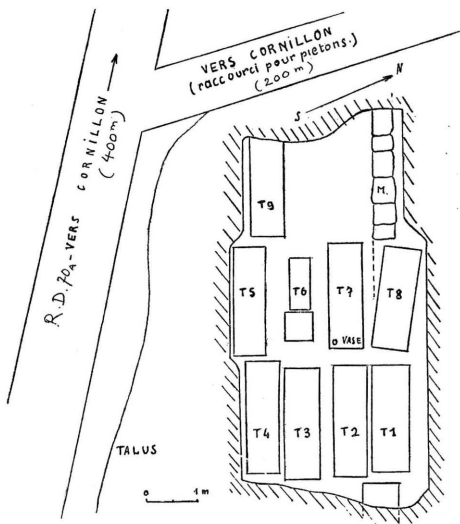 VERS CORNILLON
(raccourci pour piétons.)
(200 m)
S
N
R.D. 70A - VERS CORNILLON
(400m)
M.
T9
T5
T6
T7
T8
O VASE
T4
T3
T2
T1
TALUS
0 1m